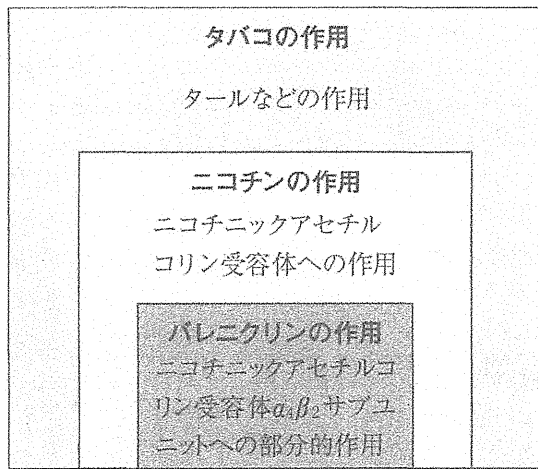 タバコの作用
タールなどの作用
ニコチンの作用
ニコチニックアセチル
コリン受容体への作用
バレニクリンの作用
ニコチニックアセチルコ
リン受容体α₄β₂サブユ
ニットへの部分的作用